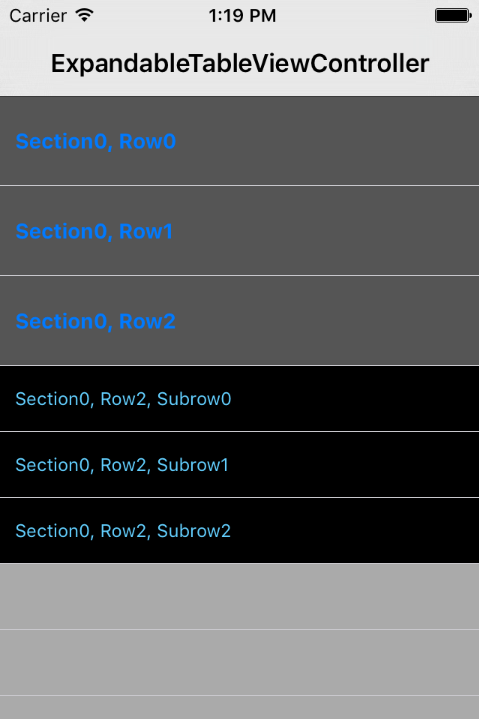 Carrier 1:19 PM
ExpandableTableViewController
Section0, Row0
Section0, Row1
Section0, Row2
Section0, Row2, Subrow0
Section0, Row2, Subrow1
Section0, Row2, Subrow2